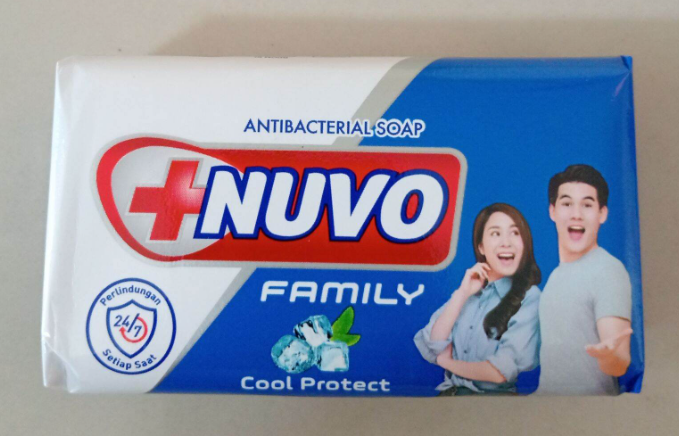 ANTIBACTERIAL SOAP
NUVO
FAMILY
Perlindungan
24/7
Setiap Saat
Cool Protect